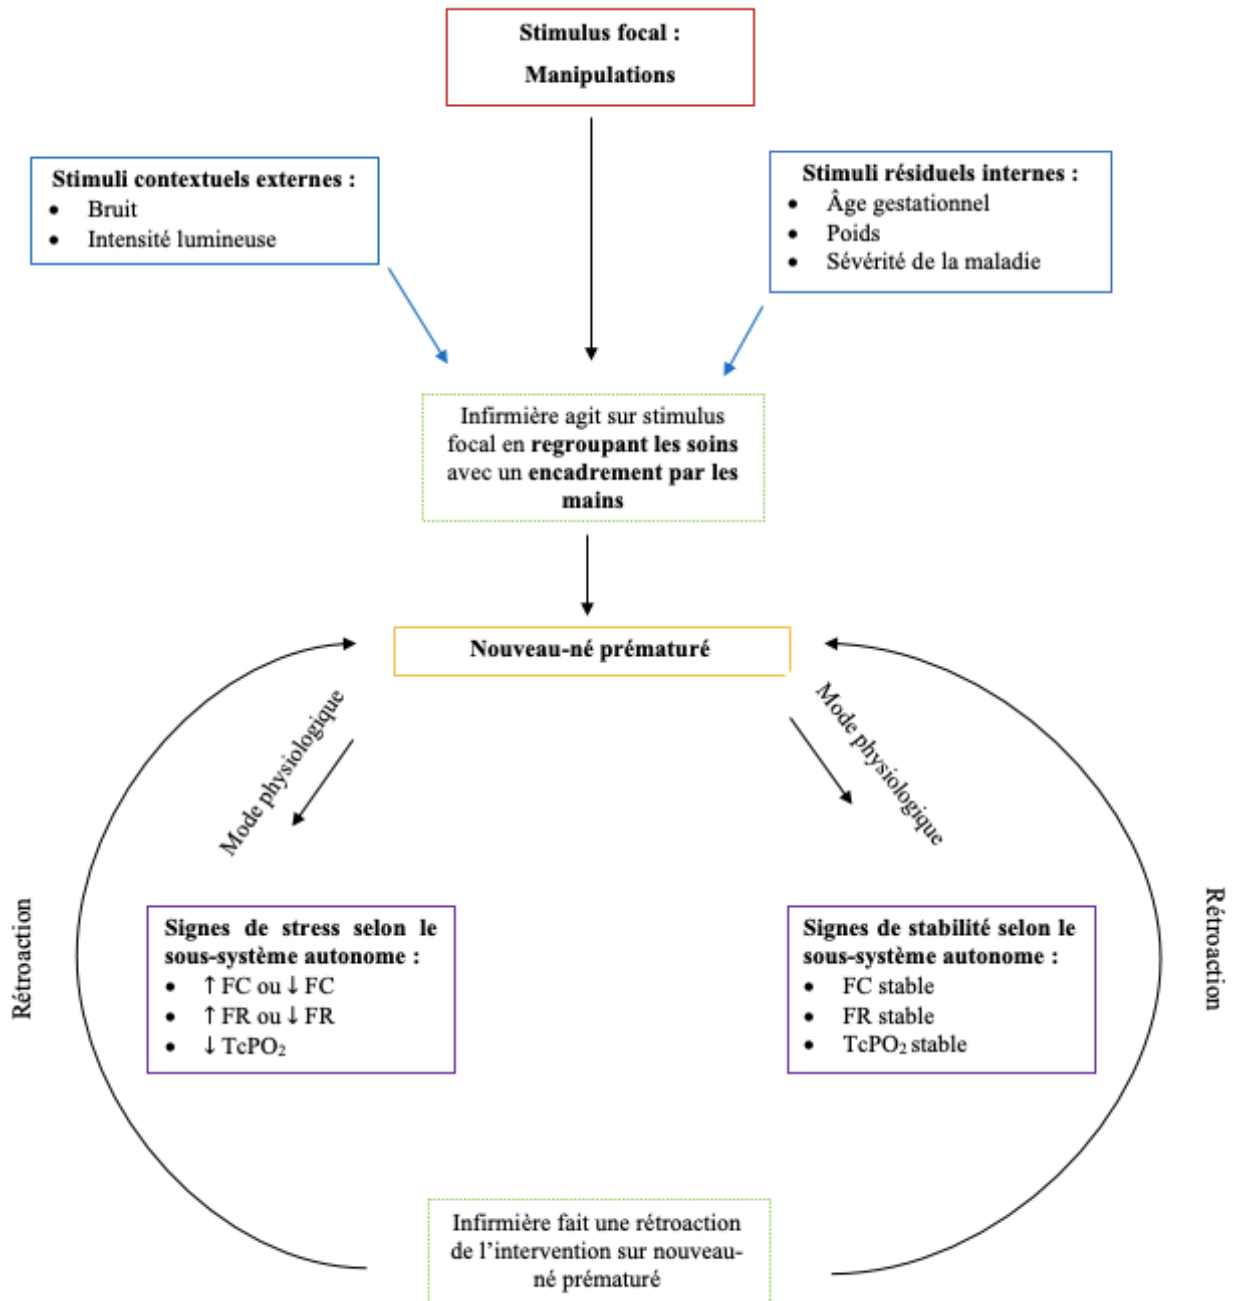 Stimulus focal :
Manipulations
Stimuli contextuels externes :
• Bruit
• Intensité lumineuse
Stimuli résiduels internes :
• Âge gestationnel
• Poids
• Sévérité de la maladie
Infirmière agit sur stimulus
focal en regroupant les soins
avec un encadrement par les
mains
Nouveau-né prématuré
Mode physiologique
Mode physiologique
Rétroaction
Signes de stress selon le
sous-système autonome :
• ↑ FC ou ↓ FC
• ↑ FR ou ↓ FR
• ↓ TcPO₂
Signes de stabilité selon le
sous-système autonome :
• FC stable
• FR stable
• TcPO₂ stable
Rétroaction
Infirmière fait une rétroaction
de l’intervention sur nouveau-
né prématuré